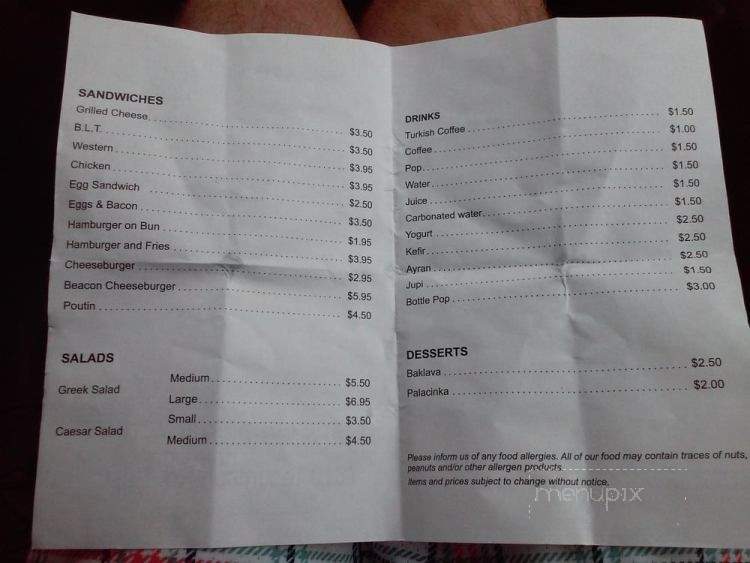 SANDWICHES
Grilled Cheese $3.50
B.L.T. $3.50
Western $3.95
Chicken $3.95
Egg Sandwich $2.50
Eggs & Bacon $3.50
Hamburger on Bun $1.95
Hamburger and Fries $3.95
Cheeseburger $2.95
Beacon Cheeseburger $5.95
Poutin $4.50
SALADS
Greek Salad
Medium $5.50
Large $6.95
Caesar Salad
Small $3.50
Medium $4.50
DRINKS
Turkish Coffee $1.50
Coffee $1.00
Pop $1.50
Water $1.50
Juice $1.50
Carbonated water $1.50
Yogurt $2.50
Kefir $2.50
Ayran $2.50
Jupi $1.50
Bottle Pop $3.00
DESSERTS
Baklava $2.50
Palacinka $2.00
Please inform us of any food allergies. All of our food may contain traces of nuts,
peanuts and/or other allergen products.
Items and prices subject to change without notice.
menupix